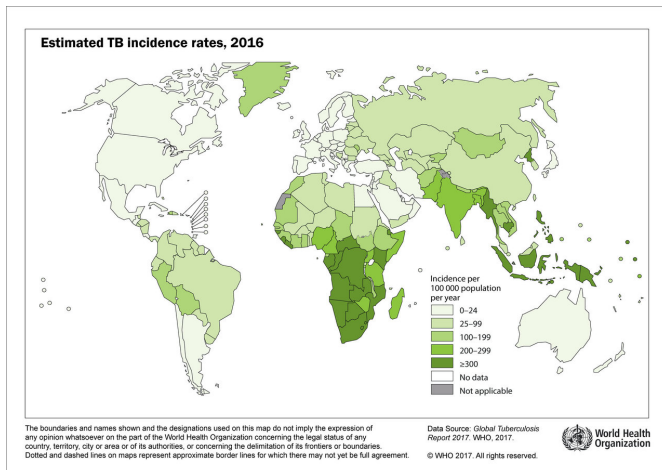 Estimated TB incidence rates, 2016
Incidence per
100 000 population
per year
0–24
25–99
100–199
200–299
≥300
No data
Not applicable
The boundaries and names shown and the designations used on this map do not imply the expression of
any opinion whatsoever on the part of the World Health Organization concerning the legal status of any
country, territory, city or area or of its authorities, or concerning the delimitation of its frontiers or boundaries.
Dotted and dashed lines on maps represent approximate border lines for which there may not yet be full agreement.
Data Source: Global Tuberculosis
Report 2017. WHO, 2017.
© WHO 2017. All rights reserved.
World Health
Organization